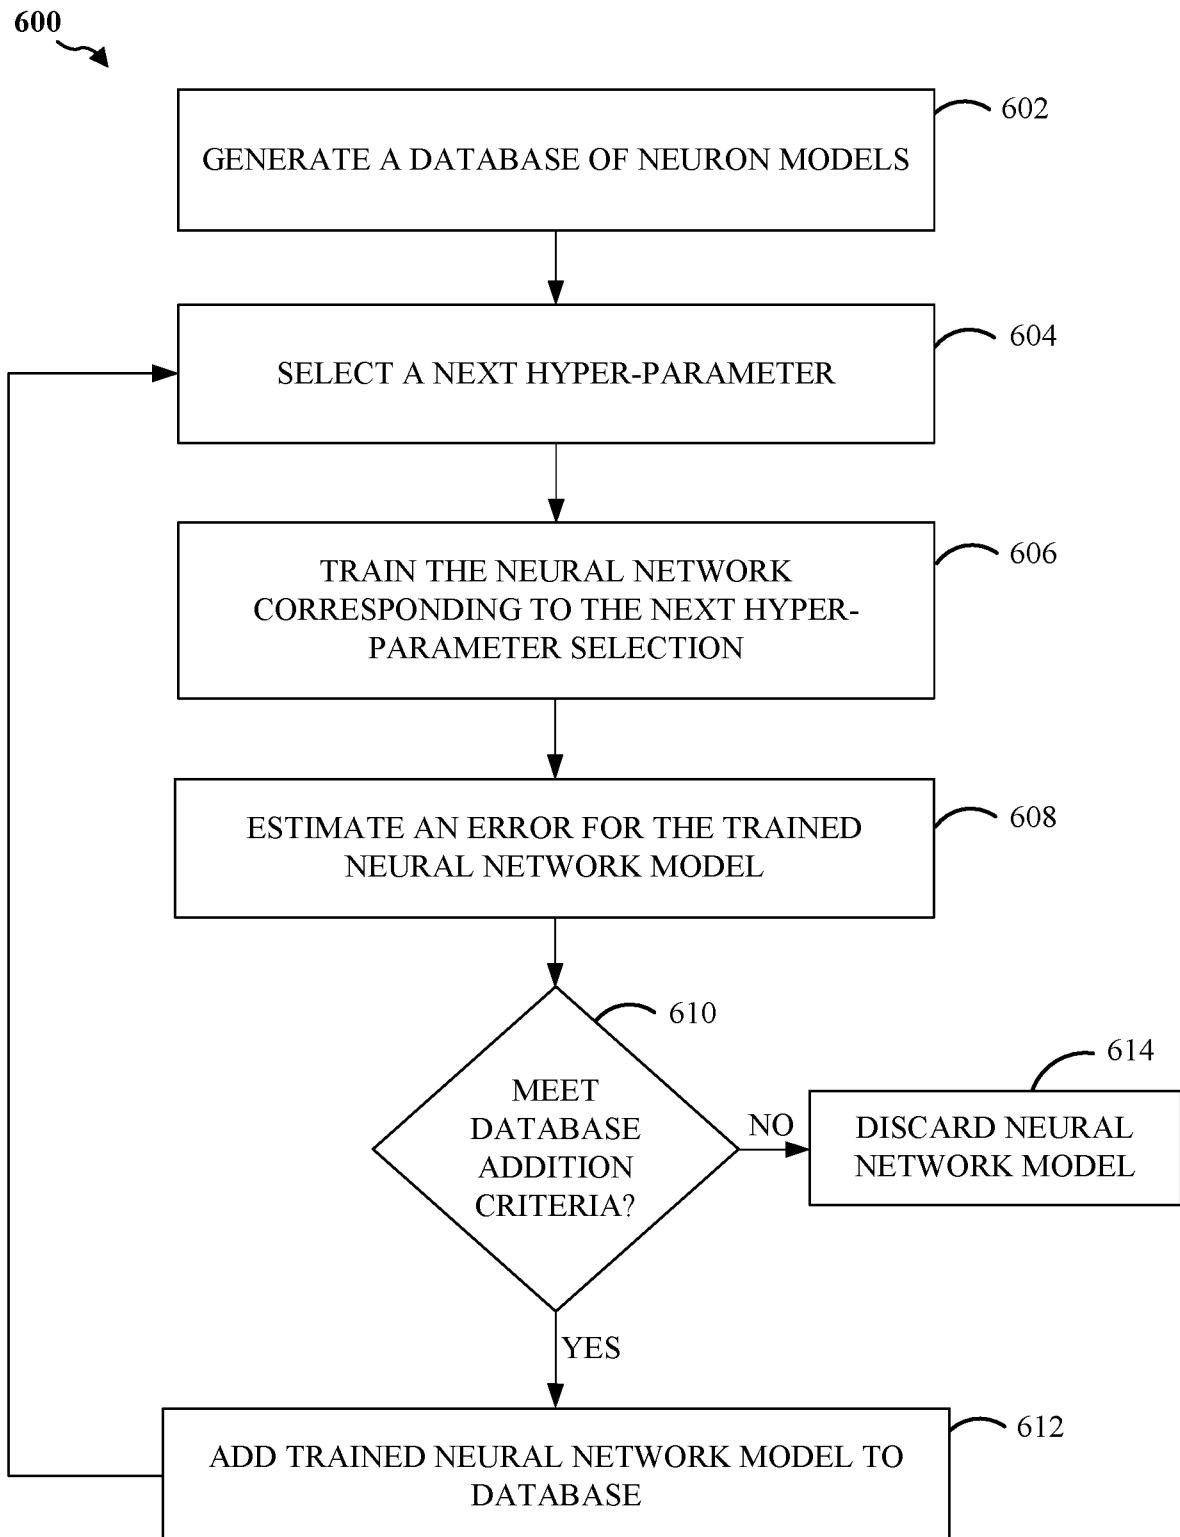 600
602
GENERATE A DATABASE OF NEURON MODELS
604
SELECT A NEXT HYPER-PARAMETER
606
TRAIN THE NEURAL NETWORK
CORRESPONDING TO THE NEXT HYPER-
PARAMETER SELECTION
608
ESTIMATE AN ERROR FOR THE TRAINED
NEURAL NETWORK MODEL
610
MEET
DATABASE
ADDITION
CRITERIA?
NO
614
DISCARD NEURAL
NETWORK MODEL
YES
612
ADD TRAINED NEURAL NETWORK MODEL TO
DATABASE